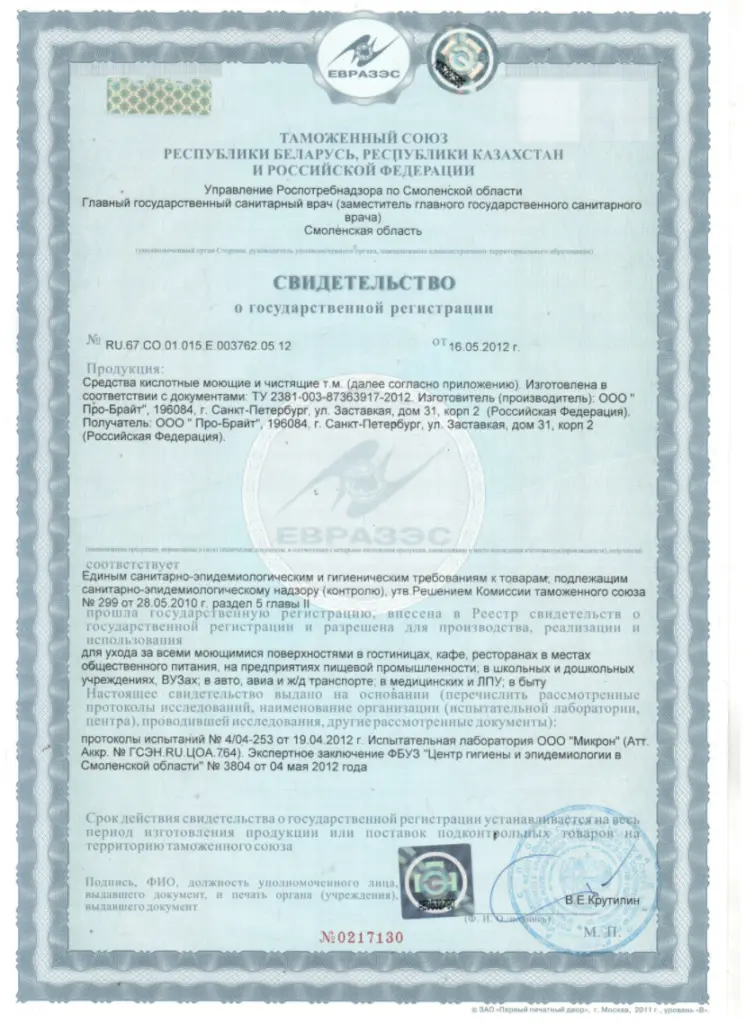 ЕВРАЗЭС
ТАМОЖЕННЫЙ СОЮЗ
РЕСПУБЛИКИ БЕЛАРУСЬ, РЕСПУБЛИКИ КАЗАХСТАН
И РОССИЙСКОЙ ФЕДЕРАЦИИ
Управление Роспотребнадзора по Смоленской области
Главный государственный санитарный врач (заместитель главного государственного санитарного
врача)
Смоленская область
(уполномоченный орган Стороны, руководитель уполномоченного органа, наименование административно-территориального образования)
СВИДЕТЕЛЬСТВО
о государственной регистрации
№ RU.67.СО.01.015.Е.003762.05.12 от 16.05.2012 г.
Продукция:
Средства кислотные моющие и чистящие т.м. (далее согласно приложению). Изготовлена в
соответствии с документами: ТУ 2381-003-87363917-2012. Изготовитель (производитель): ООО "
Про-Брайт", 196084, г. Санкт-Петербург, ул. Заставкая, дом 31, корп 2 (Российская Федерация).
Получатель: ООО " Про-Брайт", 196084, г. Санкт-Петербург, ул. Заставкая, дом 31, корп 2
(Российская Федерация).
ЕВРАЗЭС
соответствует
Единым санитарно-эпидемиологическим и гигиеническим требованиям к товарам, подлежащим
санитарно-эпидемиологическому надзору (контролю), утв Решением Комиссии таможенного союза
№ 299 от 28.05.2010 г. раздел 5 главы II
прошла государственную регистрацию, внесена в Реестр свидетельств о
государственной регистрации и разрешена для производства, реализации и
использования
для ухода за всеми моющимися поверхностями в гостиницах, кафе, ресторанах в местах
общественного питания, на предприятиях пищевой промышленности; в школьных и дошкольных
учреждениях, ВУЗах; в авто, авиа и ж/д транспорте; в медицинских и ЛПУ; в быту
Настоящее свидетельство выдано на основании (перечислить рассмотренные
протоколы исследований, наименование организации (испытательной лаборатории,
центра), проводившей исследования, другие рассмотренные документы):
протоколы испытаний № 4/04-253 от 19.04.2012 г. Испытательная лаборатория ООО "Микрон" (Атт.
Аккр. № ГСЭН.RU.ЦОА.764). Экспертное заключение ФБУЗ "Центр гигиены и эпидемиологии в
Смоленской области" № 3804 от 04 мая 2012 года
Срок действия свидетельства о государственной регистрации устанавливается на весь
период изготовления продукции или поставок подконтрольных товаров на
территорию таможенного союза
Подпись, ФИО, должность уполномоченного лица,
выдавшего документ, и печать органа (учреждения),
выдавшего документ
В.Е.Крутилин
(Ф. И. О./подпись)
М. П.
№0217130
© ЗАО «Первый печатный двор», г. Москва, 2011 г., уровень «В».